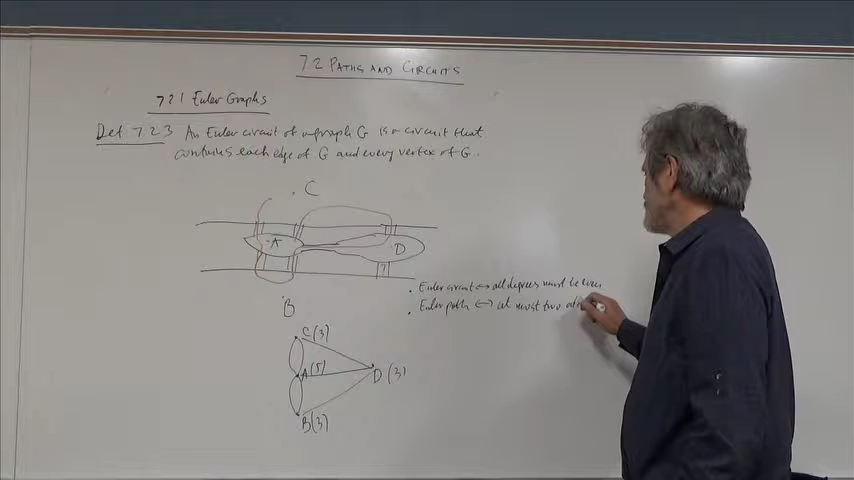 7.2 PATHS AND CIRCUITS
7.2.1 Euler Graphs
Def 7.2.3 An Euler circuit of a graph G is a circuit that
contains each edge of G and every vertex of G.
C
A
D
B
• Euler circuit ↔ all degrees must be even
• Euler path ↔ at most two
C (3)
A (5)
D (3)
B (3)